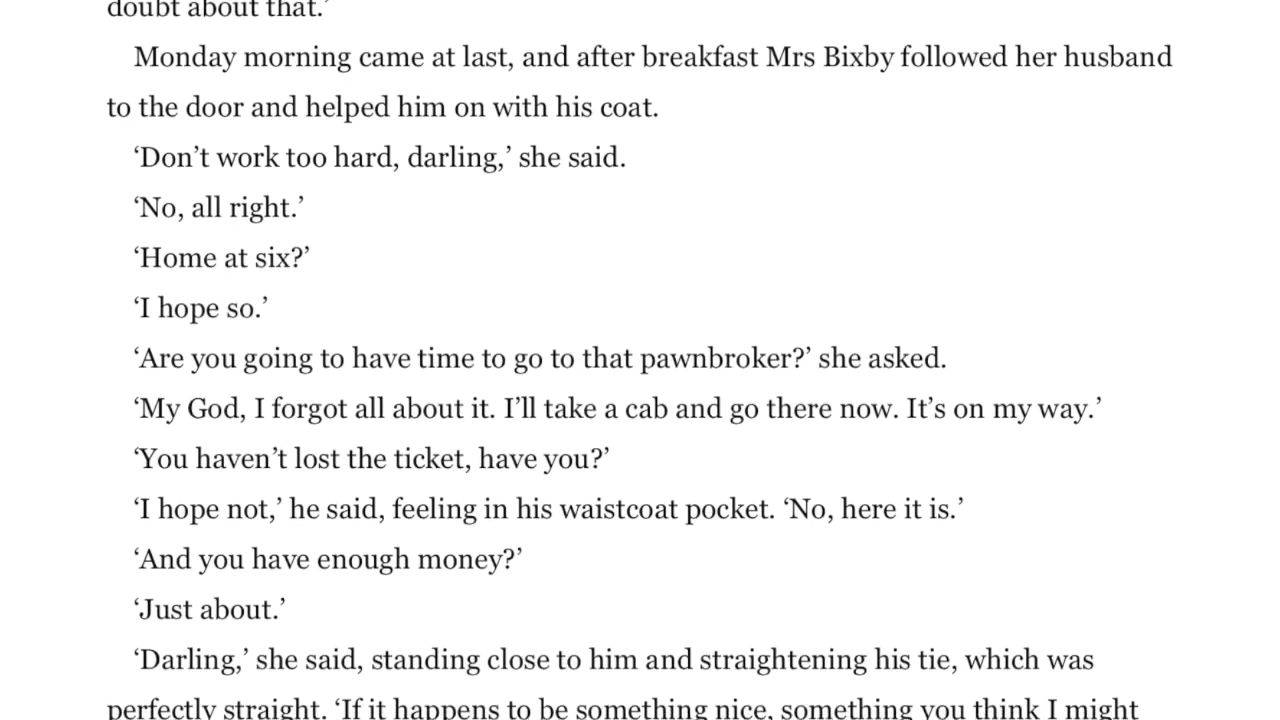 doubt about that.’
Monday morning came at last, and after breakfast Mrs Bixby followed her husband
to the door and helped him on with his coat.
‘Don’t work too hard, darling,’ she said.
‘No, all right.’
‘Home at six?’
‘I hope so.’
‘Are you going to have time to go to that pawnbroker?’ she asked.
‘My God, I forgot all about it. I’ll take a cab and go there now. It’s on my way.’
‘You haven’t lost the ticket, have you?’
‘I hope not,’ he said, feeling in his waistcoat pocket. ‘No, here it is.’
‘And you have enough money?’
‘Just about.’
‘Darling,’ she said, standing close to him and straightening his tie, which was
perfectly straight. ‘If it happens to be something nice, something you think I might